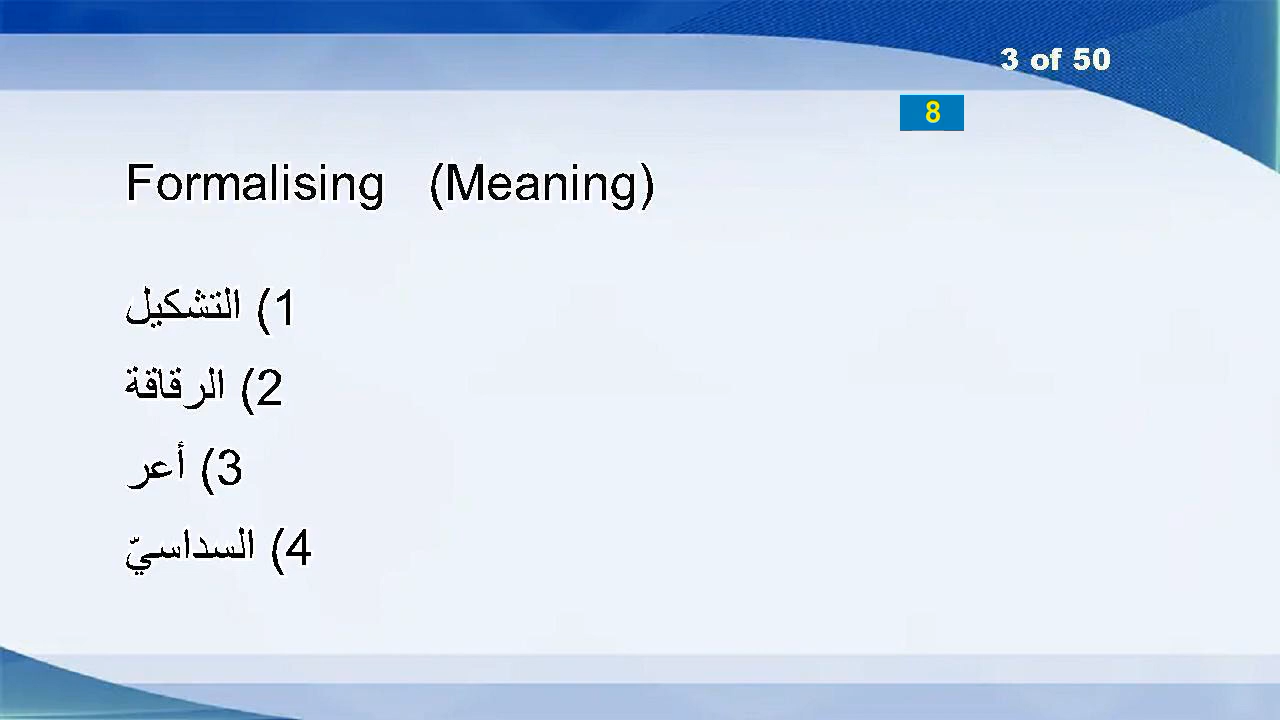 3 of 50
8
Formalising (Meaning)
1) التشكيل
2) الرقاقة
3) أعر
4) السداسيّ